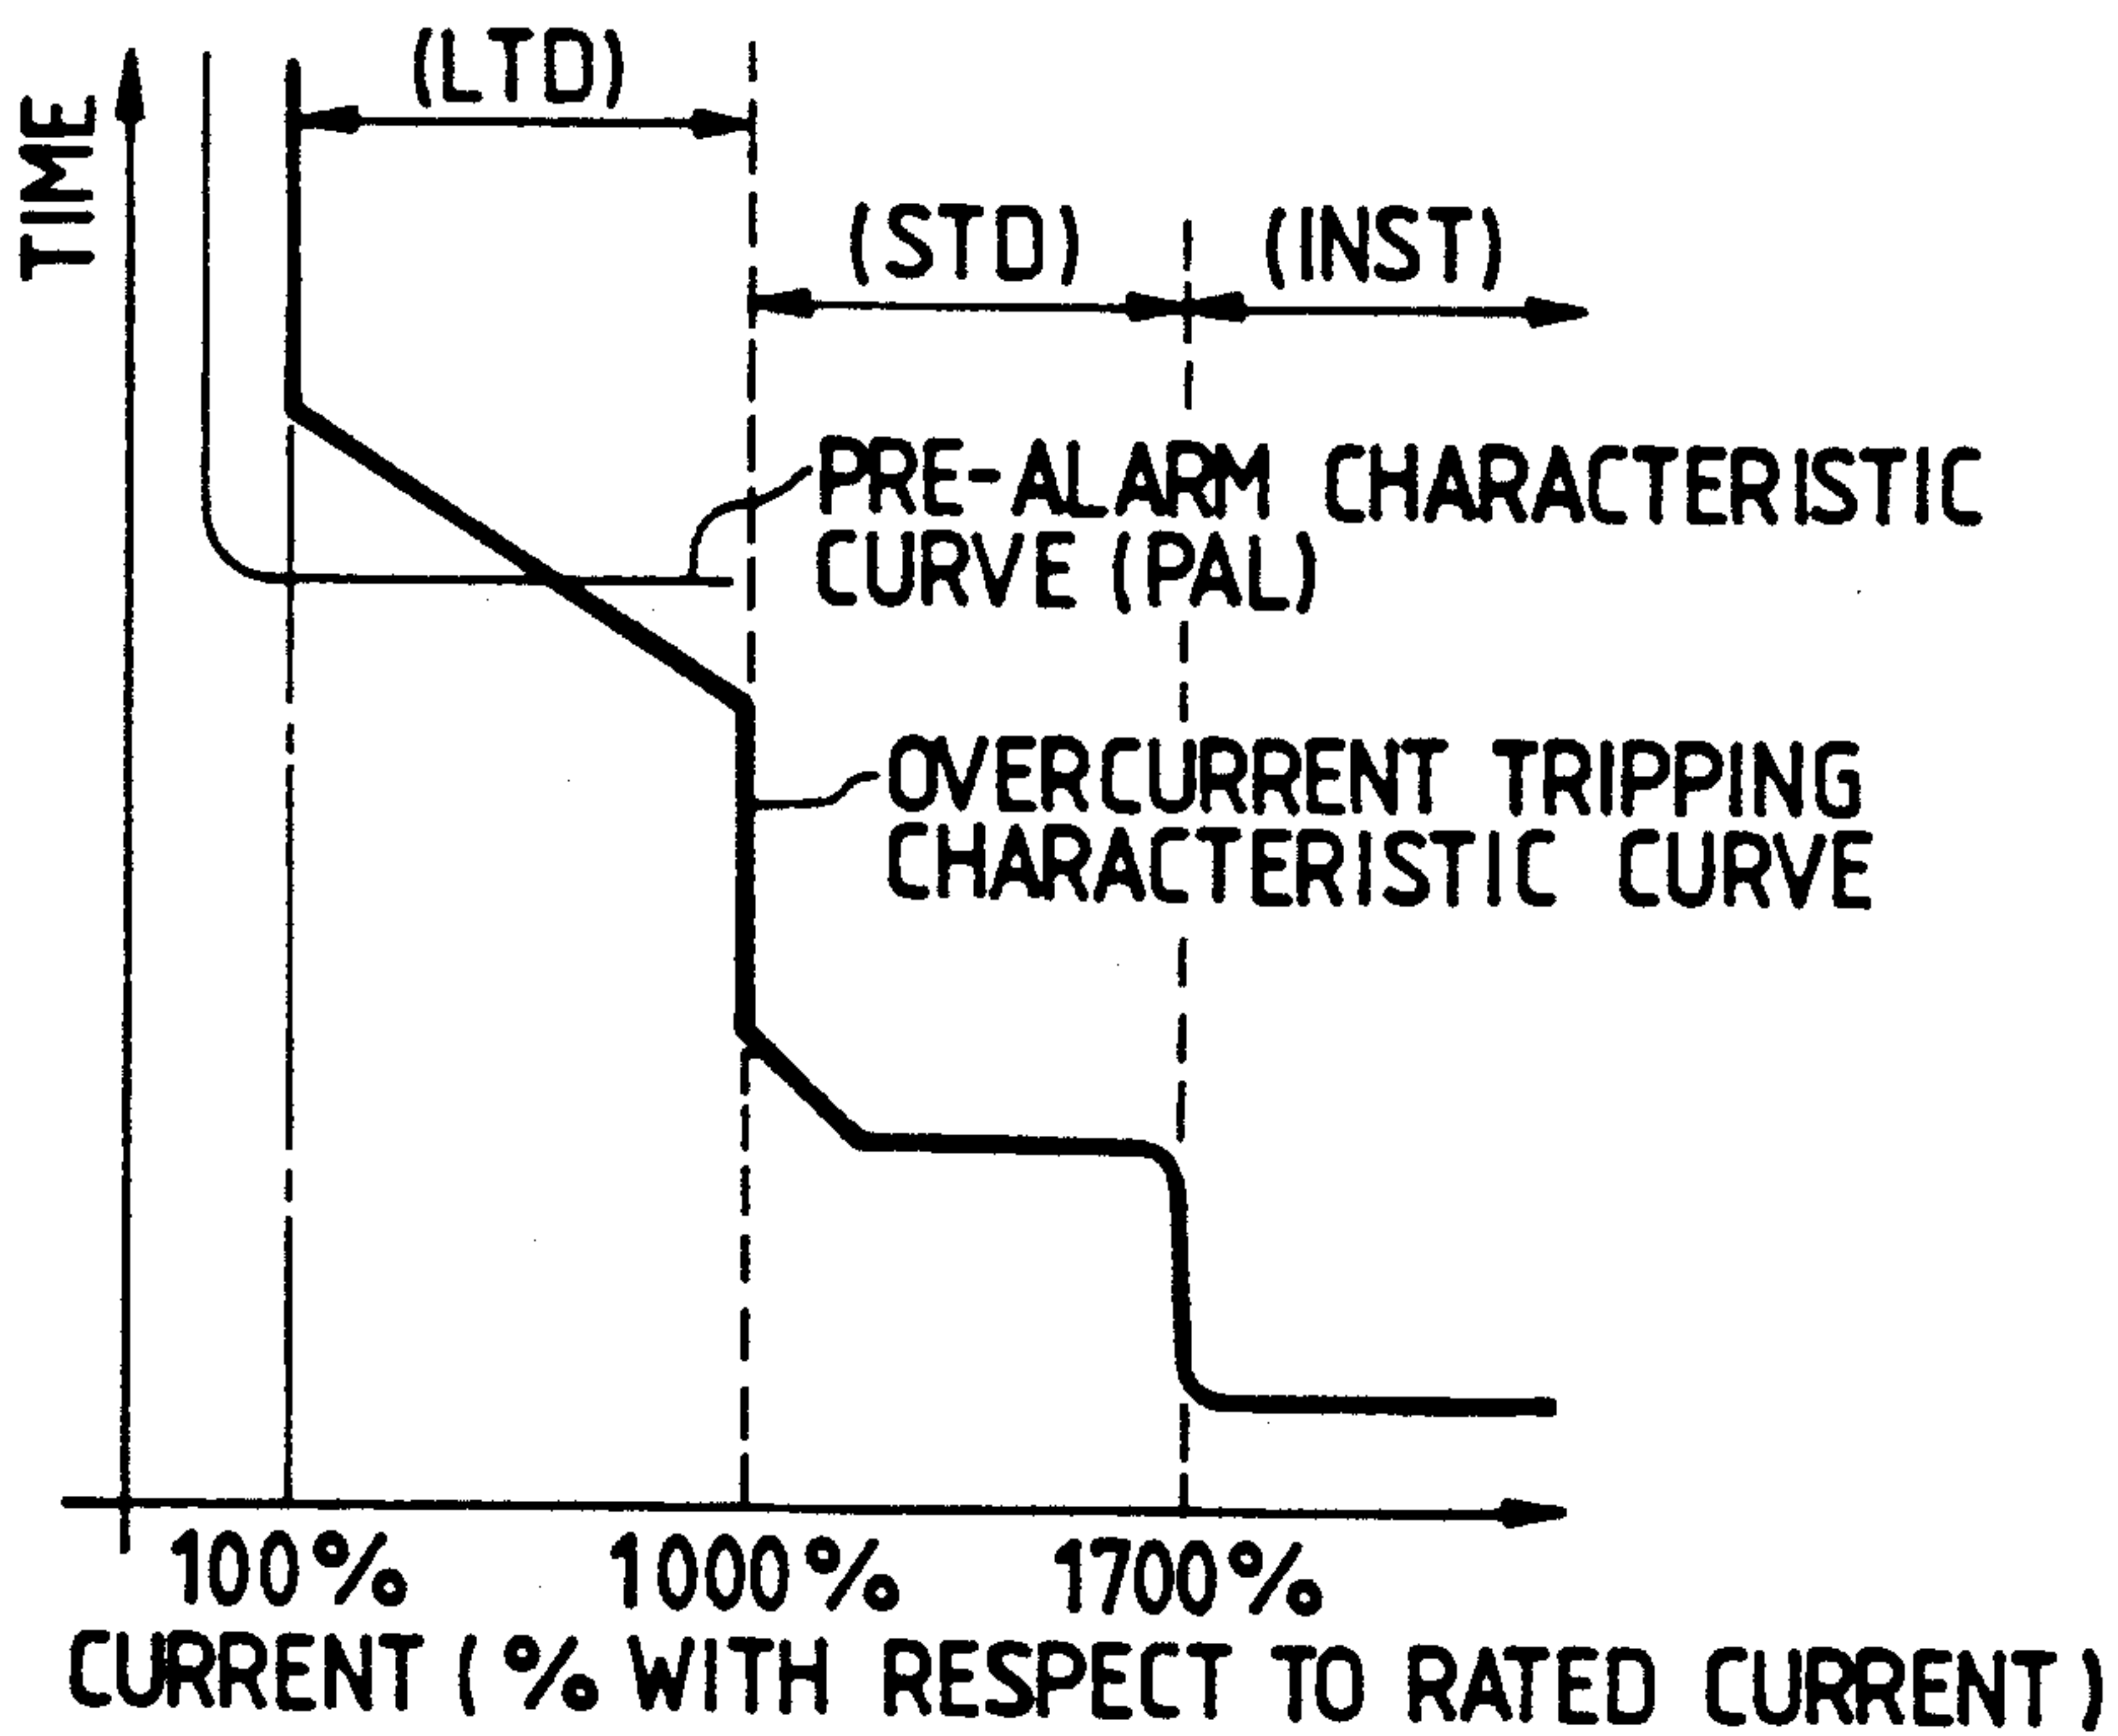 TIME
(LTD)
(STD)
(INST)
PRE-ALARM CHARACTERISTIC
CURVE (PAL)
OVERCURRENT TRIPPING
CHARACTERISTIC CURVE
100%
1000%
1700%
CURRENT (% WITH RESPECT TO RATED CURRENT)